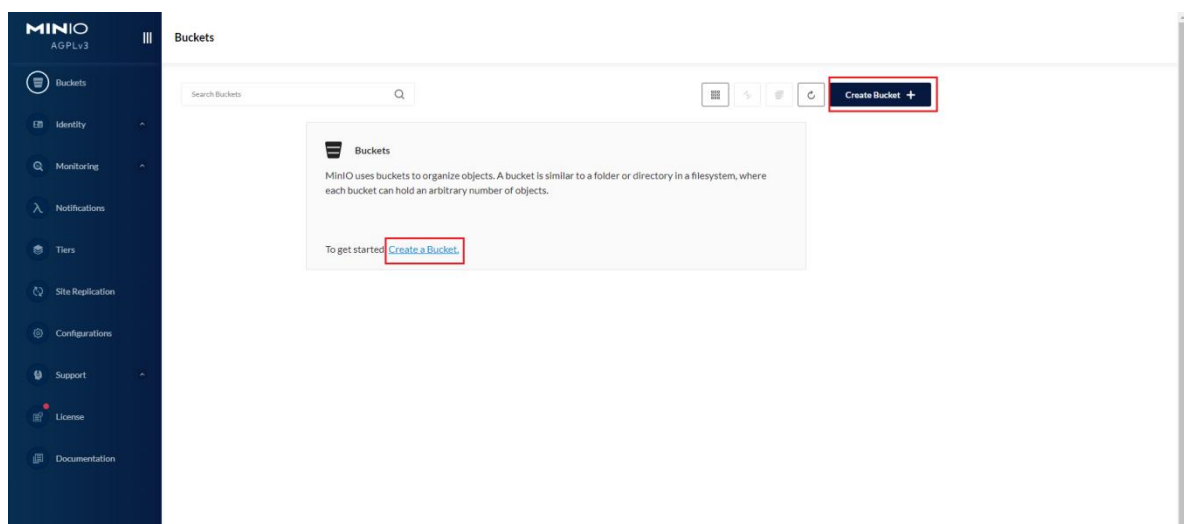 MINIO
AGPLv3
Buckets
Identity
Monitoring
Notifications
Tiers
Site Replication
Configurations
Support
License
Documentation
Buckets
Search Buckets
Create Bucket +
Buckets
MinIO uses buckets to organize objects. A bucket is similar to a folder or directory in a filesystem, where
each bucket can hold an arbitrary number of objects.
To get started Create a Bucket.